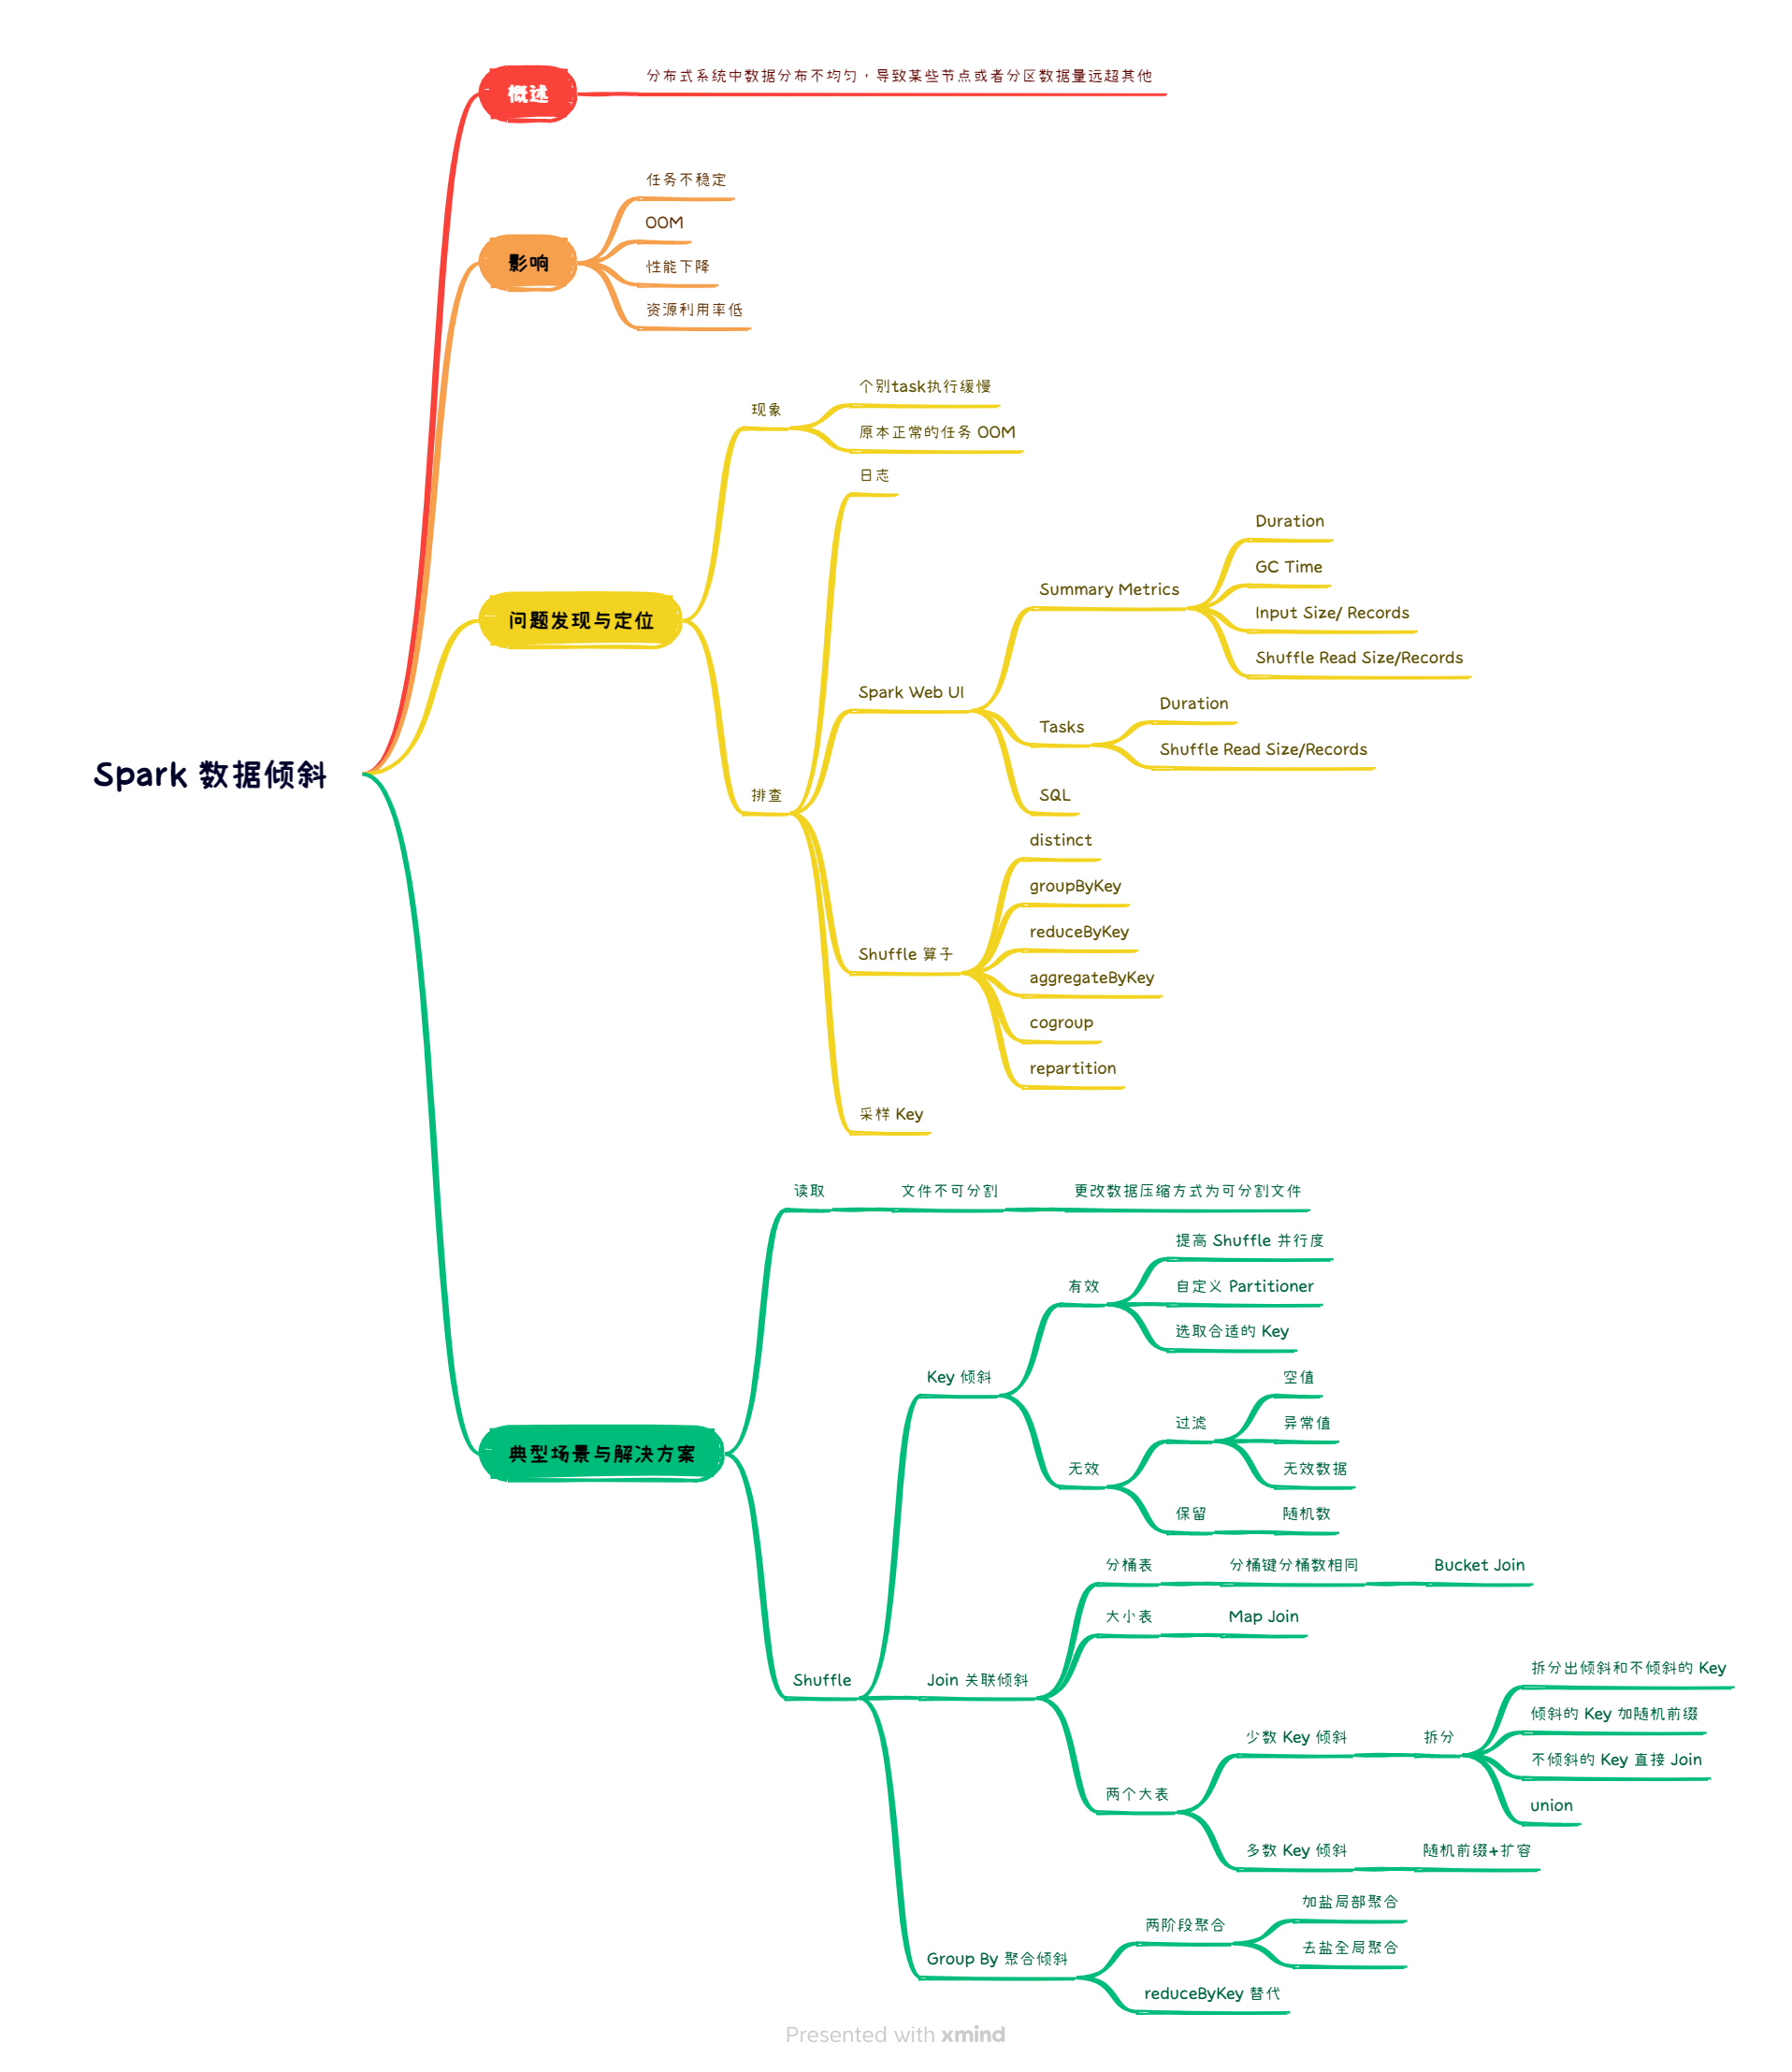 Spark 数据倾斜
概述
分布式系统中数据分布不均匀，导致某些节点或者分区数据量远超其他
影响
任务不稳定
OOM
性能下降
资源利用率低
问题发现与定位
现象
个别task执行缓慢
原本正常的任务 OOM
排查
日志
Spark Web UI
Summary Metrics
Duration
GC Time
Input Size/ Records
Shuffle Read Size/Records
Tasks
Duration
Shuffle Read Size/Records
SQL
Shuffle 算子
distinct
groupByKey
reduceByKey
aggregateByKey
cogroup
repartition
采样 Key
典型场景与解决方案
读取
文件不可分割
更改数据压缩方式为可分割文件
Shuffle
Key 倾斜
有效
提高 Shuffle 并行度
自定义 Partitioner
选取合适的 Key
无效
过滤
空值
异常值
无效数据
保留
随机数
Join 关联倾斜
分桶表
分桶键分桶数相同
Bucket Join
大小表
Map Join
两个大表
少数 Key 倾斜
拆分
拆分出倾斜和不倾斜的 Key
倾斜的 Key 加随机前缀
不倾斜的 Key 直接 Join
union
多数 Key 倾斜
随机前缀+扩容
Group By 聚合倾斜
两阶段聚合
加盐局部聚合
去盐全局聚合
reduceByKey 替代
Presented with xmind